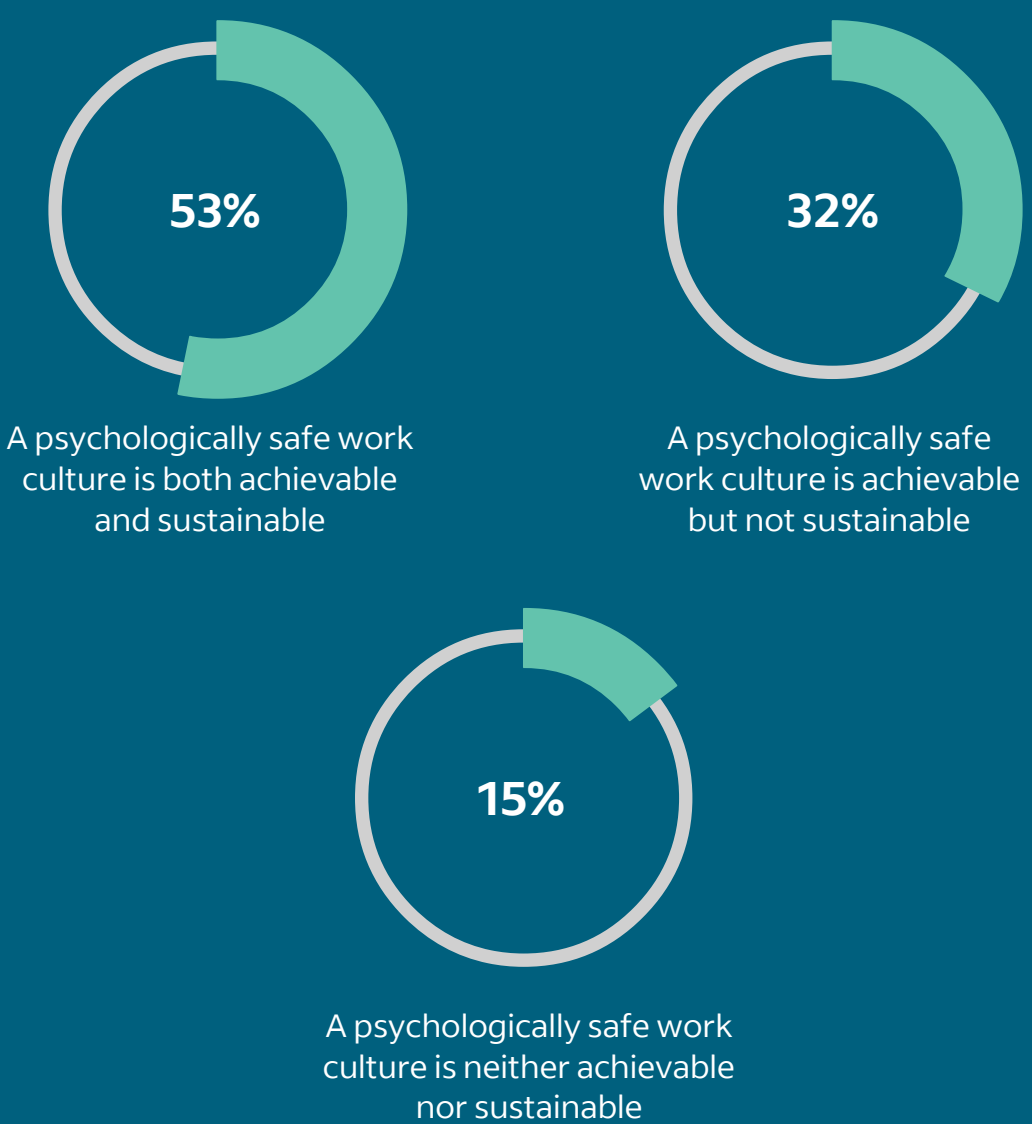 53%
A psychologically safe work
culture is both achievable
and sustainable
32%
A psychologically safe
work culture is achievable
but not sustainable
15%
A psychologically safe work
culture is neither achievable
nor sustainable